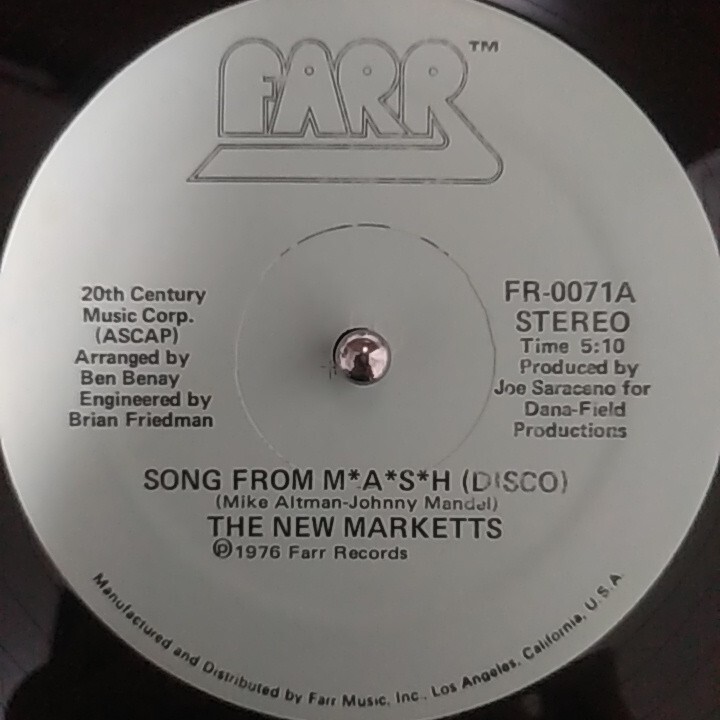 FARR™
20th Century
Music Corp.
(ASCAP)
Arranged by
Ben Benay
Engineered by
Brian Friedman
FR-0071A
STEREO
Time 5:10
Produced by
Joe Saraceno for
Dana-Field
Productions
SONG FROM M*A*S*H (DISCO)
(Mike Altman-Johnny Mandel)
THE NEW MARKETTS
℗1976 Farr Records
Manufactured and Distributed by Farr Music, Inc., Los Angeles, California, U.S.A.